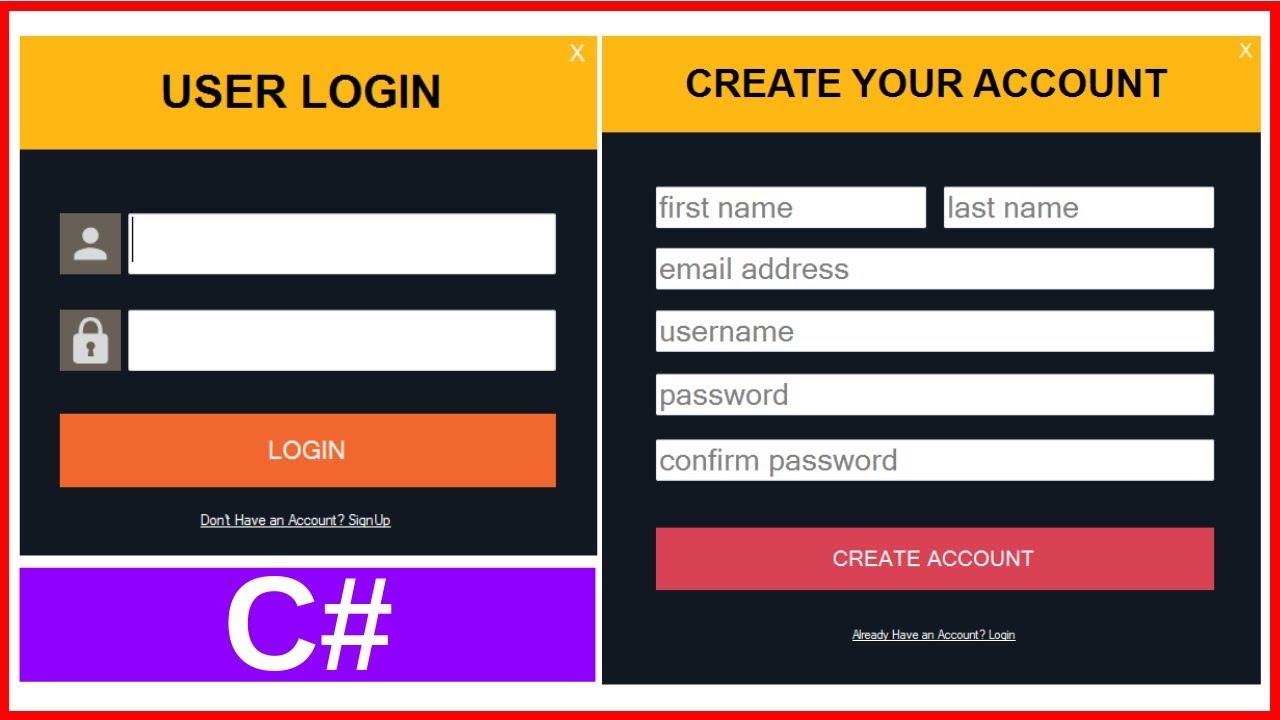 X
USER LOGIN
LOGIN
Don't Have an Account? SignUp
C#
X
CREATE YOUR ACCOUNT
first name
last name
email address
username
password
confirm password
CREATE ACCOUNT
Already Have an Account? Login